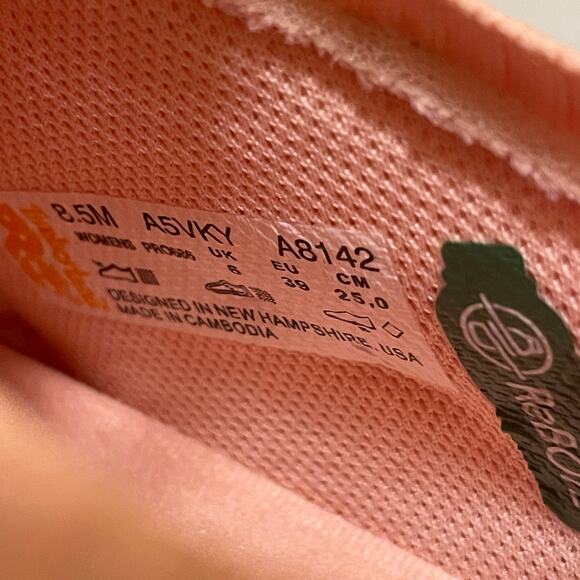 8.5M A5VKY A8142
WOMENS PRO686 UK EU CM
6 39 25.0
DESIGNED IN NEW HAMPSHIRE, USA
MADE IN CAMBODIA